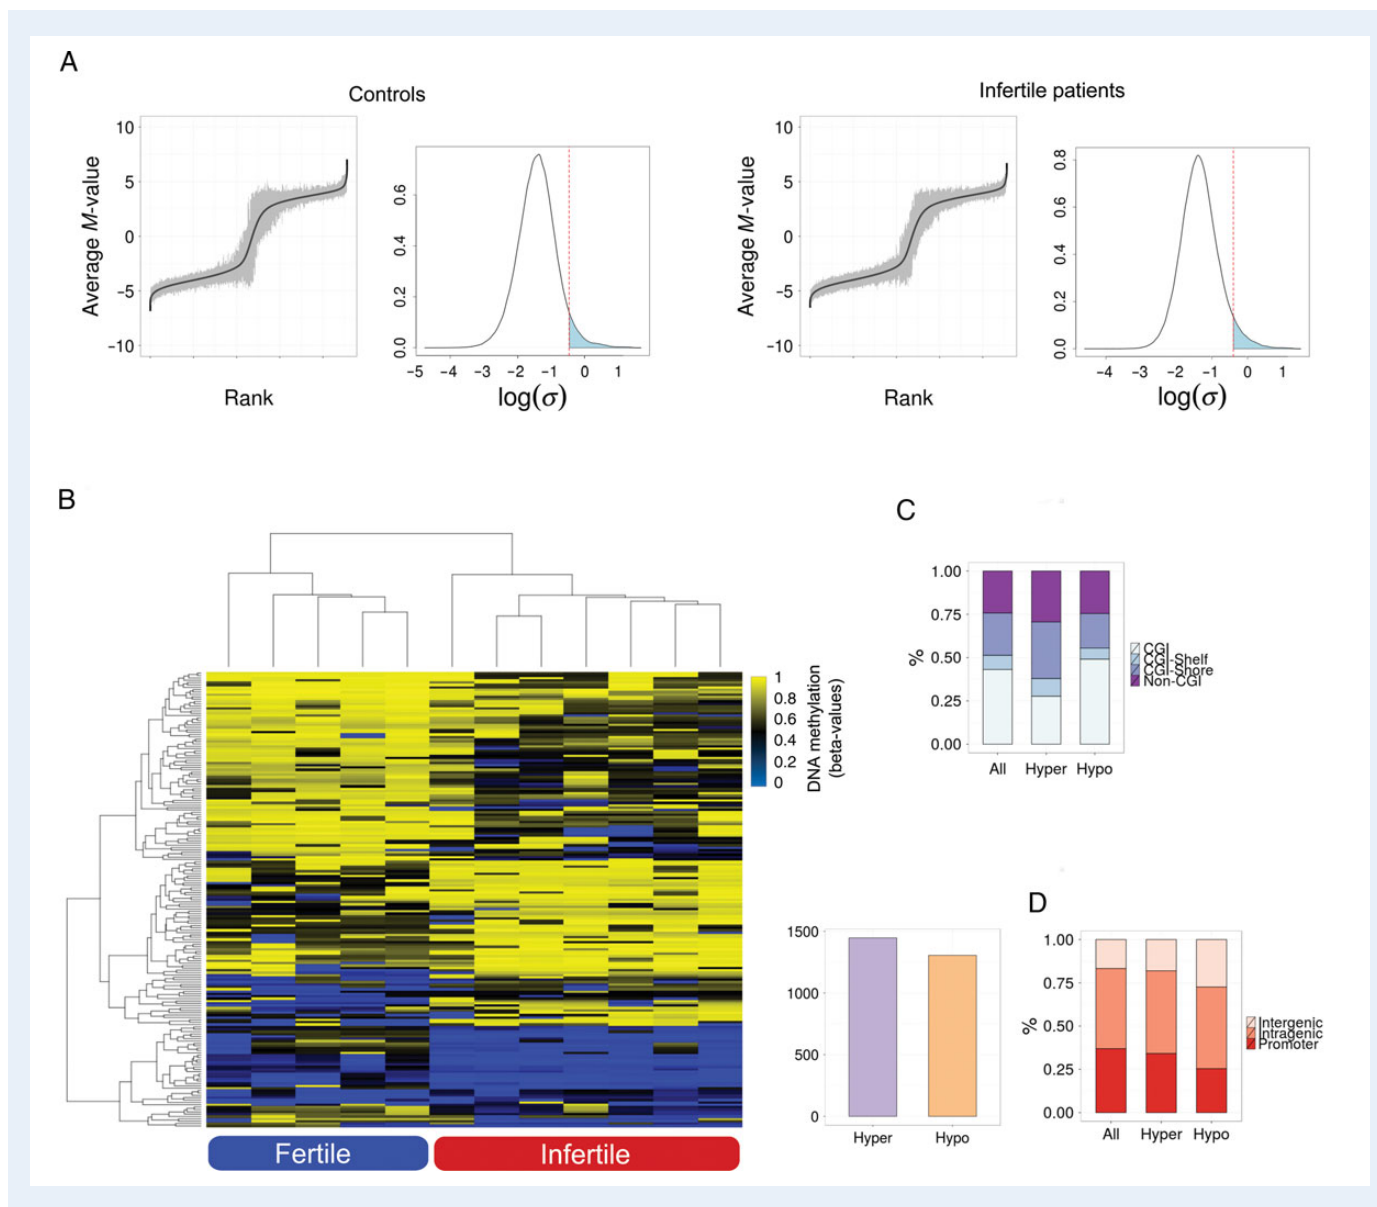 A
Controls
Infertile patients
10
5
0
−5
−10
Average M-value
Rank
0.0
0.2
0.4
0.6
−5 −4 −3 −2 −1 0 1
log(σ)
10
5
0
−5
−10
Average M-value
Rank
0.0
0.2
0.4
0.6
0.8
−4 −3 −2 −1 0 1
log(σ)
B
1
0.8
0.6
0.4
0.2
0
DNA methylation
(beta-values)
Fertile
Infertile
C
1.00
0.75
0.50
0.25
0.00
%
All Hyper Hypo
CGI
CGI-Shelf
CGI-Shore
Non-CGI
1500
1000
500
0
Hyper Hypo
D
1.00
0.75
0.50
0.25
0.00
%
All Hyper Hypo
Intergenic
Intragenic
Promoter